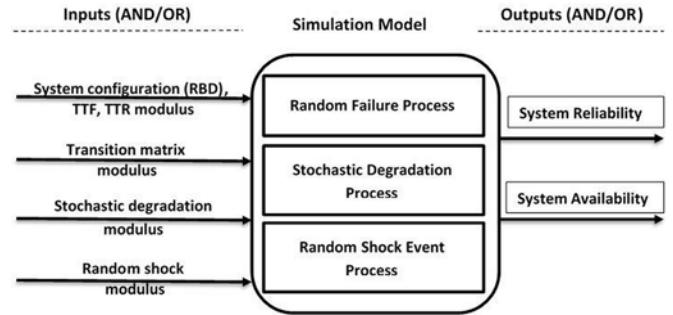 Inputs (AND/OR)
Simulation Model
Outputs (AND/OR)
System configuration (RBD),
TTF, TTR modulus
Transition matrix
modulus
Stochastic degradation
modulus
Random shock
modulus
Random Failure Process
Stochastic Degradation
Process
Random Shock Event
Process
System Reliability
System Availability